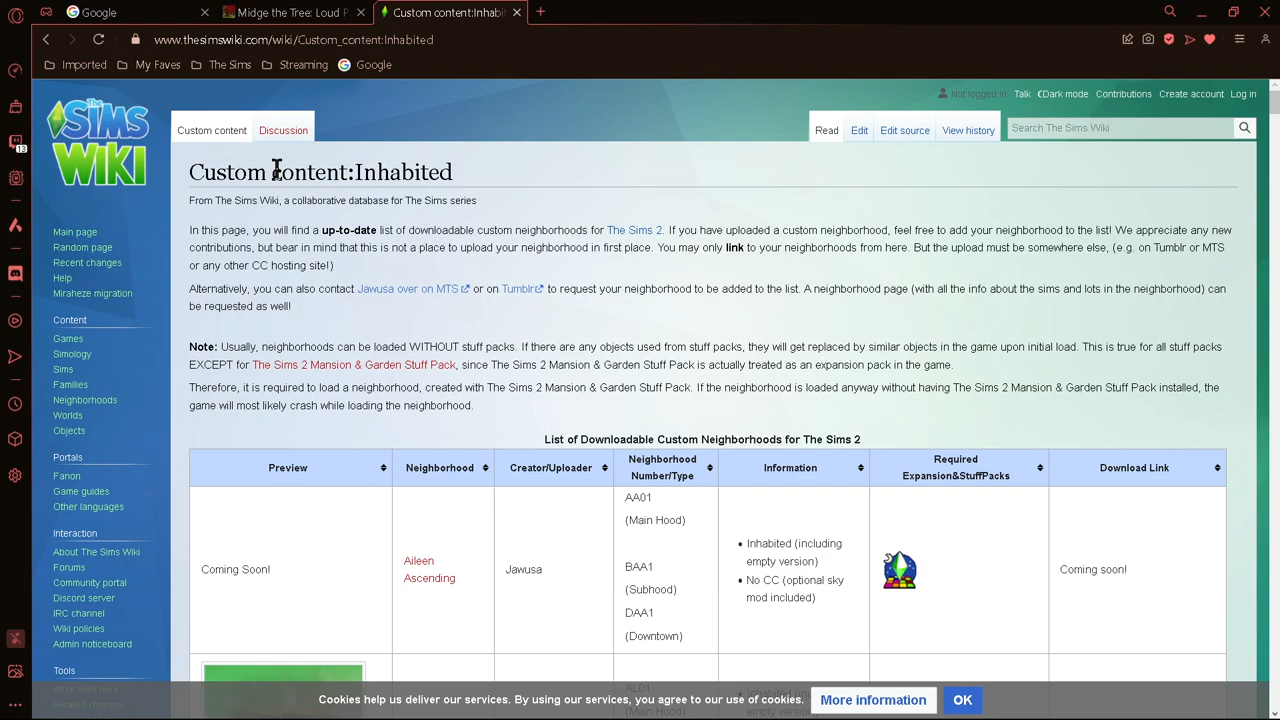 Google
Midge the Tree: Loud P
Custom content:Inhabi
www.thesimswiki.com/wiki/Custom_content:Inhabited
Imported
My Faves
The Sims
Streaming
Google
13
The Sims WIKI
Not logged in
Talk
Dark mode
Contributions
Create account
Log in
Custom content
Discussion
Read
Edit
Edit source
View history
Search The Sims Wiki
Custom content:Inhabited
From The Sims Wiki, a collaborative database for The Sims series
In this page, you will find a up-to-date list of downloadable custom neighborhoods for The Sims 2. If you have uploaded a custom neighborhood, feel free to add your neighborhood to the list! We appreciate any new
contributions, but bear in mind that this is not a place to upload your neighborhood in first place. You may only link to your neighborhoods from here. But the upload must be somewhere else, (e.g. on Tumblr or MTS
or any other CC hosting site!)
Alternatively, you can also contact Jawusa over on MTS or on Tumblr to request your neighborhood to be added to the list. A neighborhood page (with all the info about the sims and lots in the neighborhood) can
be requested as well!
Note: Usually, neighborhoods can be loaded WITHOUT stuff packs. If there are any objects used from stuff packs, they will get replaced by similar objects in the game upon initial load. This is true for all stuff packs
EXCEPT for The Sims 2 Mansion & Garden Stuff Pack, since The Sims 2 Mansion & Garden Stuff Pack is actually treated as an expansion pack in the game.
Therefore, it is required to load a neighborhood, created with The Sims 2 Mansion & Garden Stuff Pack. If the neighborhood is loaded anyway without having The Sims 2 Mansion & Garden Stuff Pack installed, the
game will most likely crash while loading the neighborhood.
List of Downloadable Custom Neighborhoods for The Sims 2
Preview
Neighborhood
Creator/Uploader
Neighborhood
Number/Type
Information
Required
Expansion&StuffPacks
Download Link
Coming Soon!
Aileen
Ascending
Jawusa
AA01
(Main Hood)
BAA1
(Subhood)
DAA1
(Downtown)
• Inhabited (including
empty version)
• No CC (optional sky
mod included)
Coming soon!
AL01
(Main Hood)
Main page
Random page
Recent changes
Help
Miraheze migration
Content
Games
Simology
Sims
Families
Neighborhoods
Worlds
Objects
Portals
Fanon
Game guides
Other languages
Interaction
About The Sims Wiki
Forums
Community portal
Discord server
IRC channel
Wiki policies
Admin noticeboard
Tools
What links here
Related changes
Cookies help us deliver our services. By using our services, you agree to our use of cookies.
More information
OK